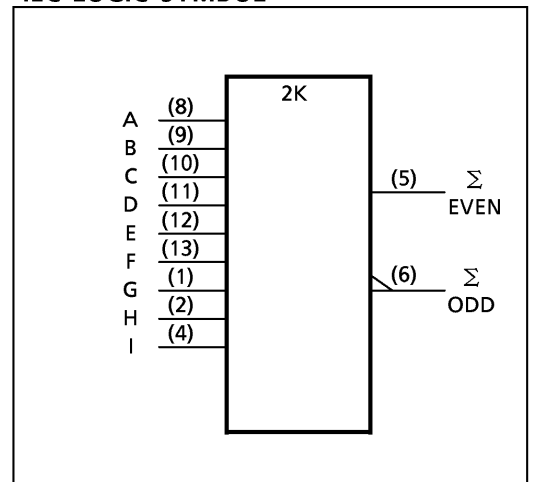 IEC LOGIC SYMBOL
2K
A (8)
B (9)
C (10)
D (11)
E (12)
F (13)
G (1)
H (2)
I (4)
(5) Σ
EVEN
(6) Σ
ODD